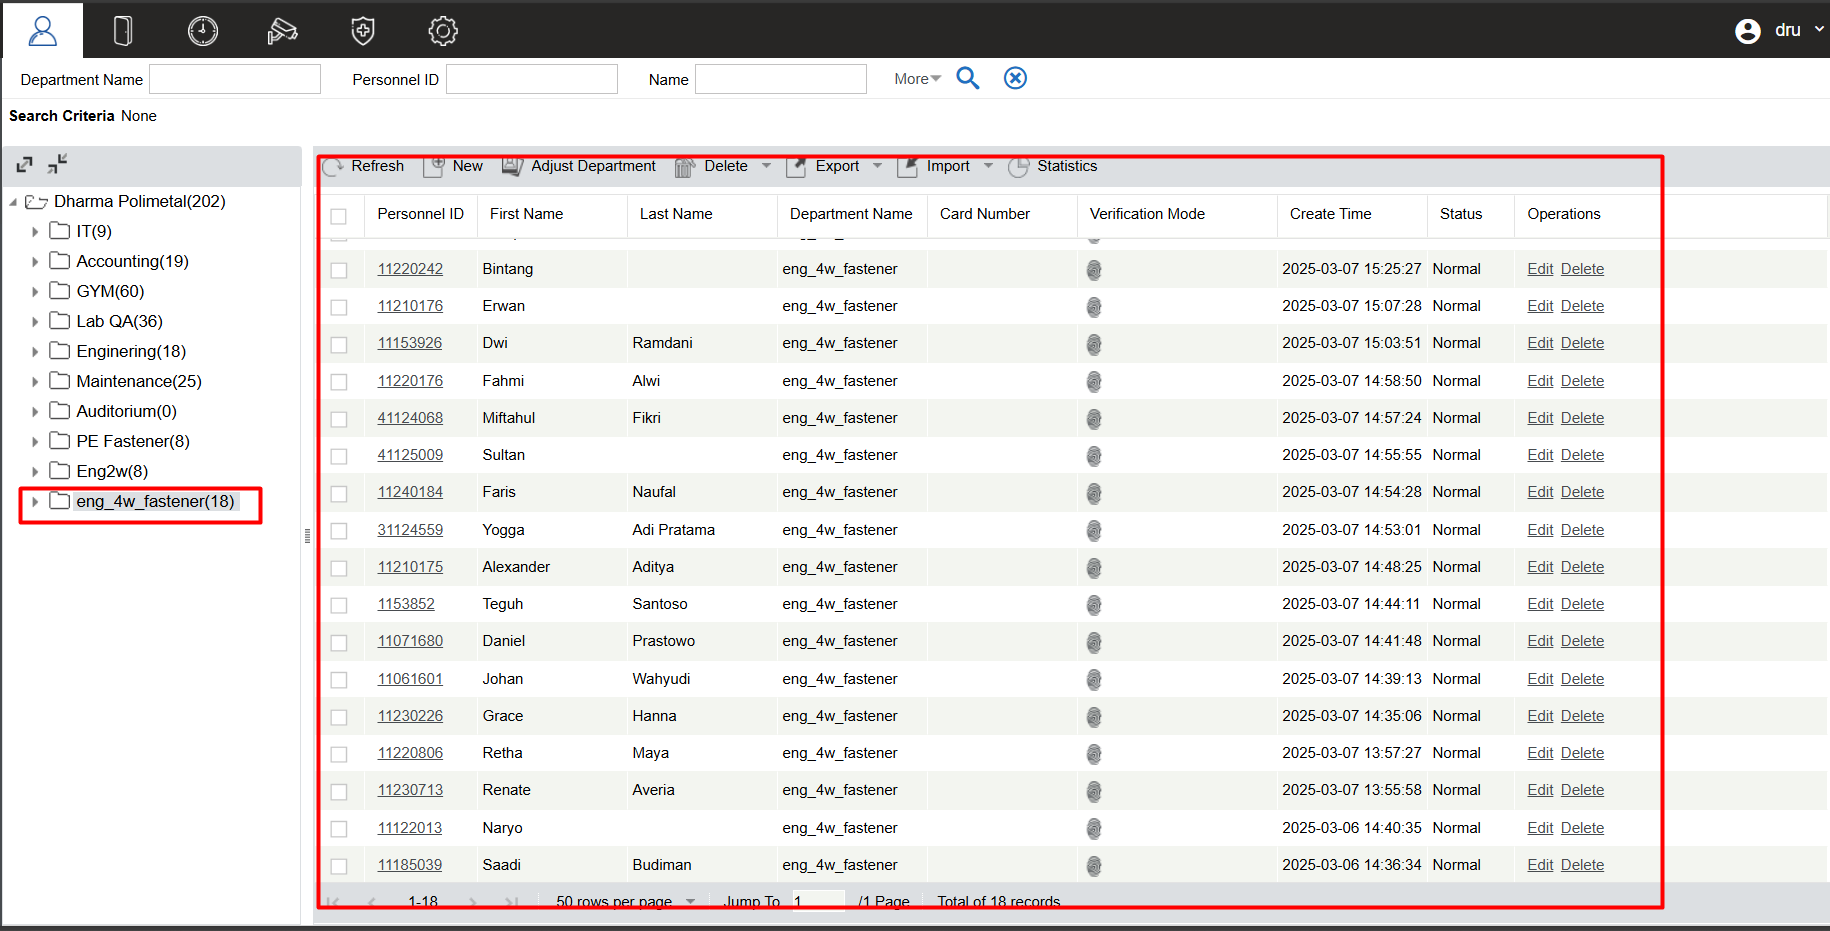 dru
Department Name Personnel ID Name More
Search Criteria None
Refresh New Adjust Department Delete Export Import Statistics
Dharma Polimetal(202)
IT(9)
Accounting(19)
GYM(60)
Lab QA(36)
Enginering(18)
Maintenance(25)
Auditorium(0)
PE Fastener(8)
Eng2w(8)
eng_4w_fastener(18)
Personnel ID First Name Last Name Department Name Card Number Verification Mode Create Time Status Operations
11220242 Bintang eng_4w_fastener 2025-03-07 15:25:27 Normal Edit Delete
11210176 Erwan eng_4w_fastener 2025-03-07 15:07:28 Normal Edit Delete
11153926 Dwi Ramdani eng_4w_fastener 2025-03-07 15:03:51 Normal Edit Delete
11220176 Fahmi Alwi eng_4w_fastener 2025-03-07 14:58:50 Normal Edit Delete
41124068 Miftahul Fikri eng_4w_fastener 2025-03-07 14:57:24 Normal Edit Delete
41125009 Sultan eng_4w_fastener 2025-03-07 14:55:55 Normal Edit Delete
11240184 Faris Naufal eng_4w_fastener 2025-03-07 14:54:28 Normal Edit Delete
31124559 Yogga Adi Pratama eng_4w_fastener 2025-03-07 14:53:01 Normal Edit Delete
11210175 Alexander Aditya eng_4w_fastener 2025-03-07 14:48:25 Normal Edit Delete
1153852 Teguh Santoso eng_4w_fastener 2025-03-07 14:44:11 Normal Edit Delete
11071680 Daniel Prastowo eng_4w_fastener 2025-03-07 14:41:48 Normal Edit Delete
11061601 Johan Wahyudi eng_4w_fastener 2025-03-07 14:39:13 Normal Edit Delete
11230226 Grace Hanna eng_4w_fastener 2025-03-07 14:35:06 Normal Edit Delete
11220806 Retha Maya eng_4w_fastener 2025-03-07 13:57:27 Normal Edit Delete
11230713 Renate Averia eng_4w_fastener 2025-03-07 13:55:58 Normal Edit Delete
11122013 Naryo eng_4w_fastener 2025-03-06 14:40:35 Normal Edit Delete
11185039 Saadi Budiman eng_4w_fastener 2025-03-06 14:36:34 Normal Edit Delete
1-18 50 rows per page Jump To 1 /1 Page Total of 18 records